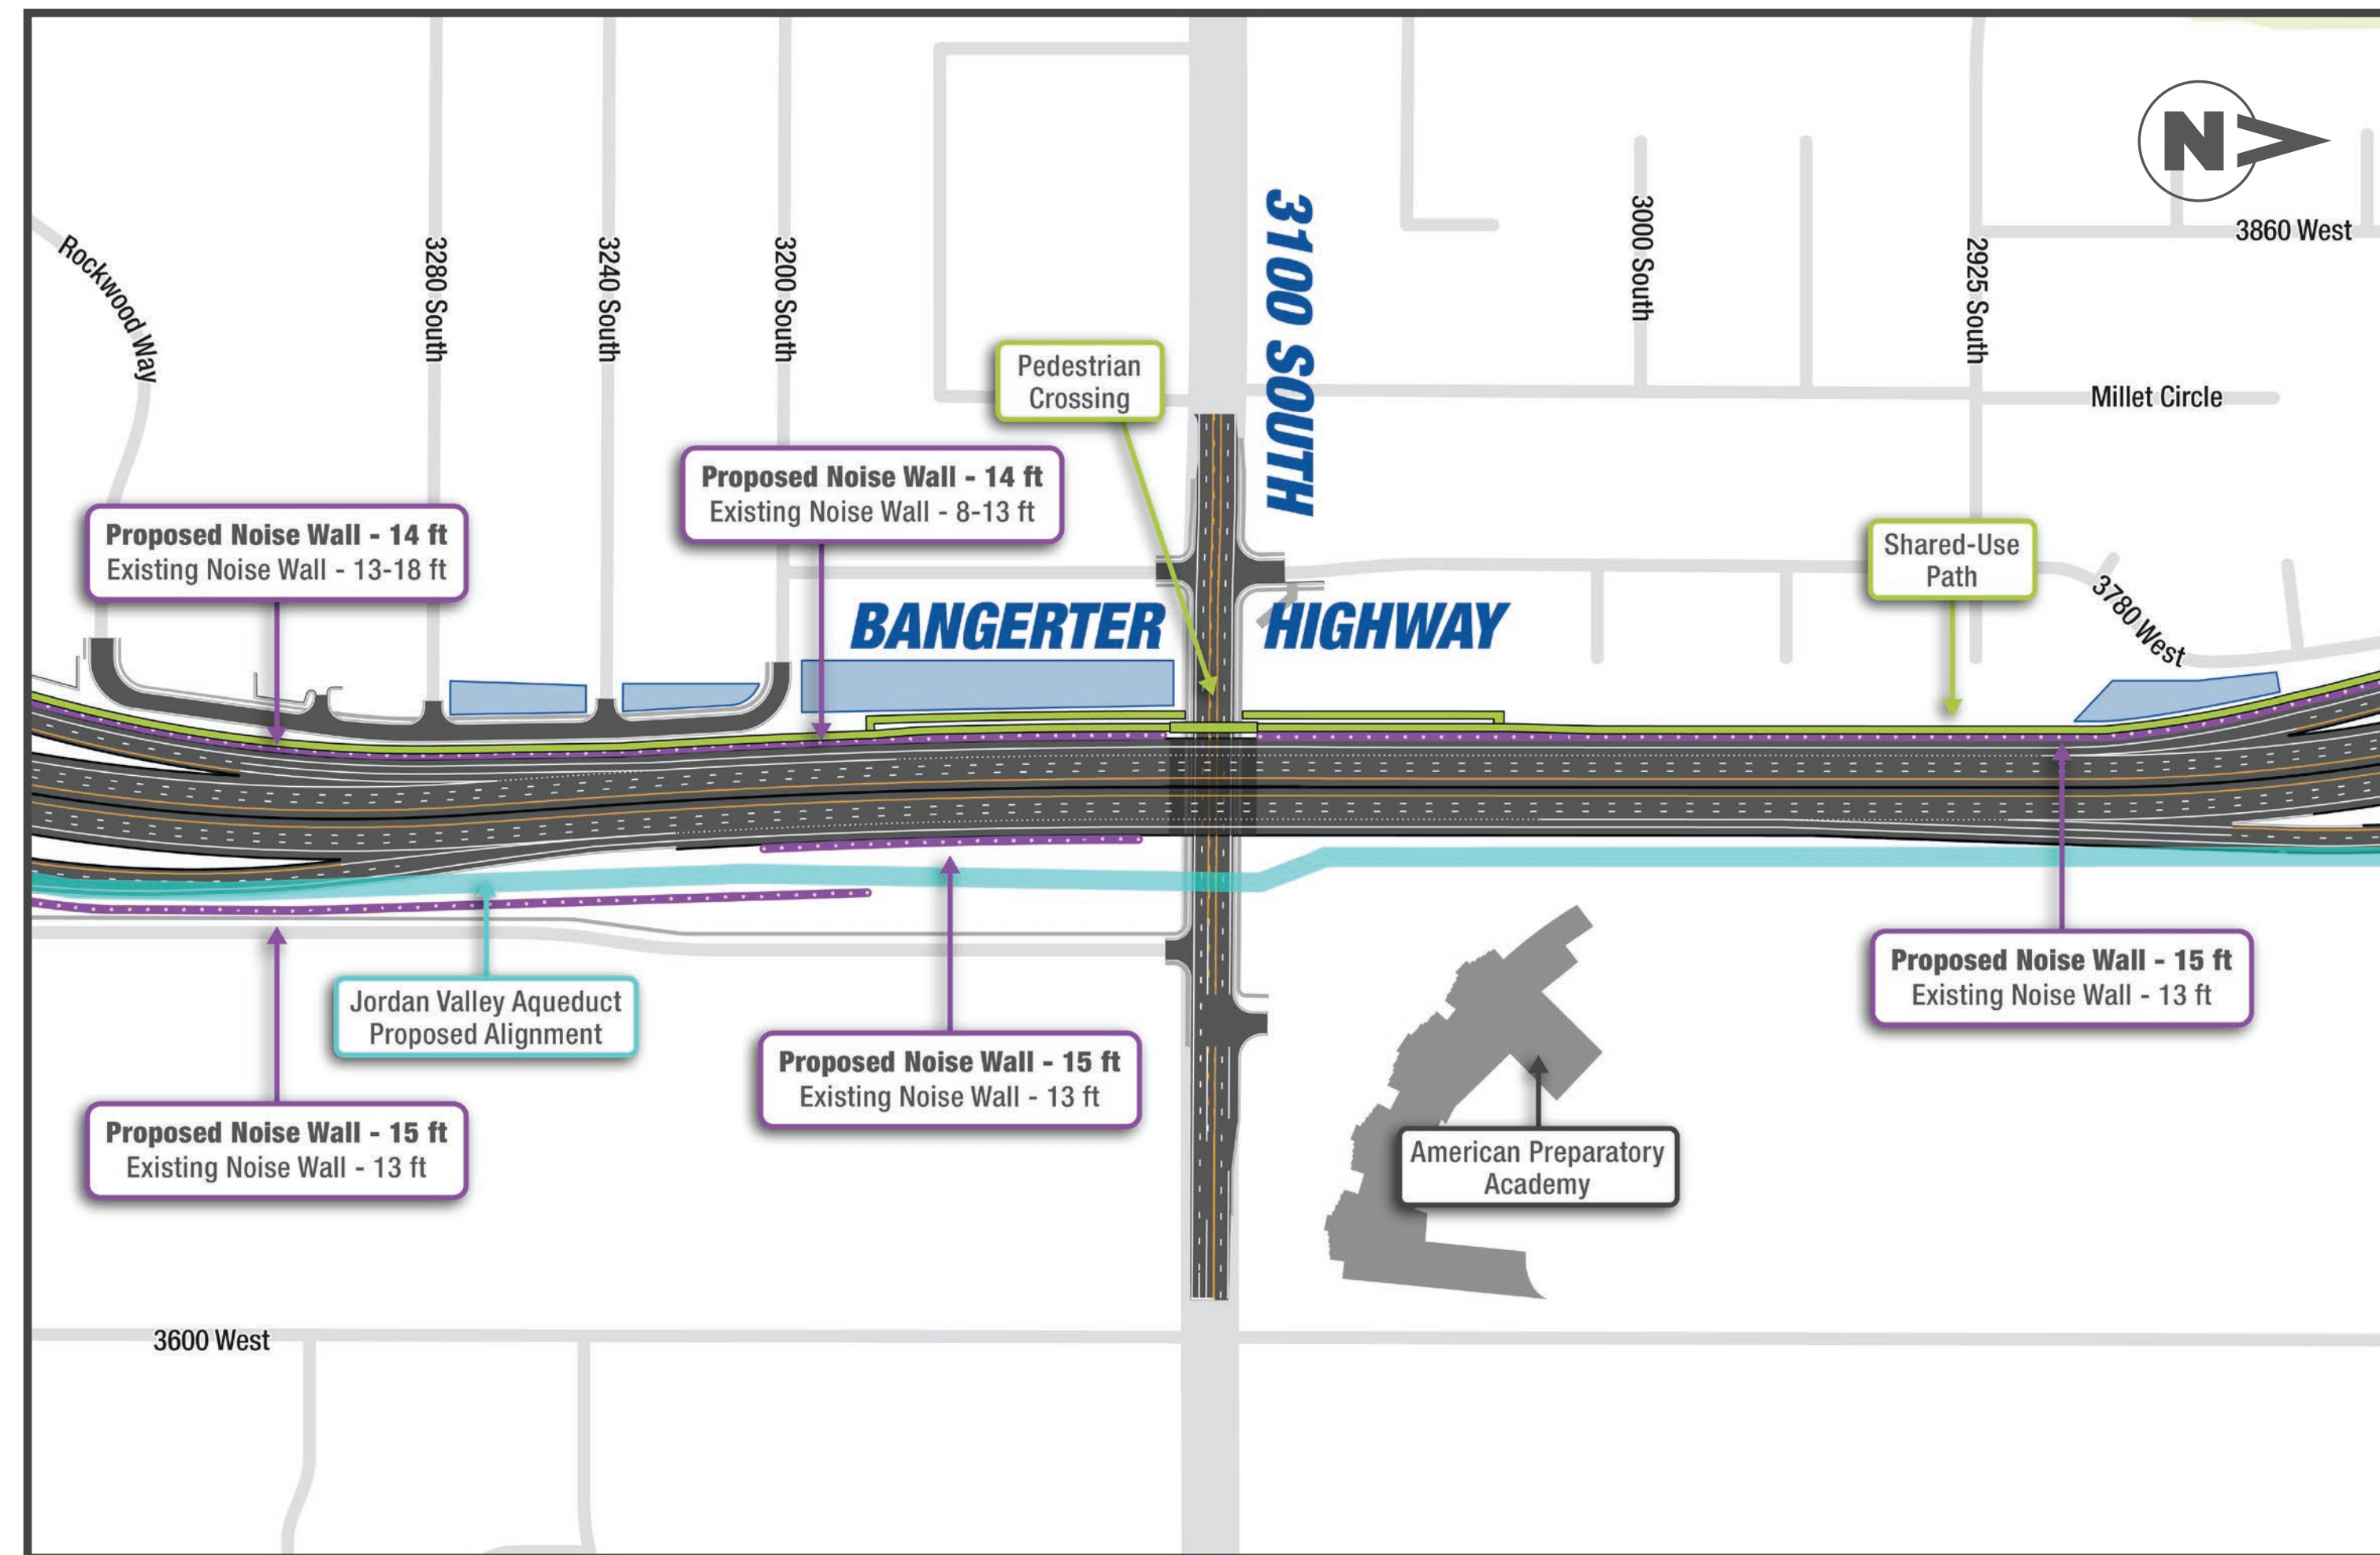 N
3860 West
Rockwood Way
3280 South
3240 South
3200 South
3100 SOUTH
3000 South
2925 South
Millet Circle
Pedestrian
Crossing
Proposed Noise Wall - 14 ft
Existing Noise Wall - 8-13 ft
Proposed Noise Wall - 14 ft
Existing Noise Wall - 13-18 ft
Shared-Use
Path
3780 West
BANGERTER HIGHWAY
Jordan Valley Aqueduct
Proposed Alignment
Proposed Noise Wall - 15 ft
Existing Noise Wall - 13 ft
Proposed Noise Wall - 15 ft
Existing Noise Wall - 13 ft
Proposed Noise Wall - 15 ft
Existing Noise Wall - 13 ft
American Preparatory
Academy
3600 West